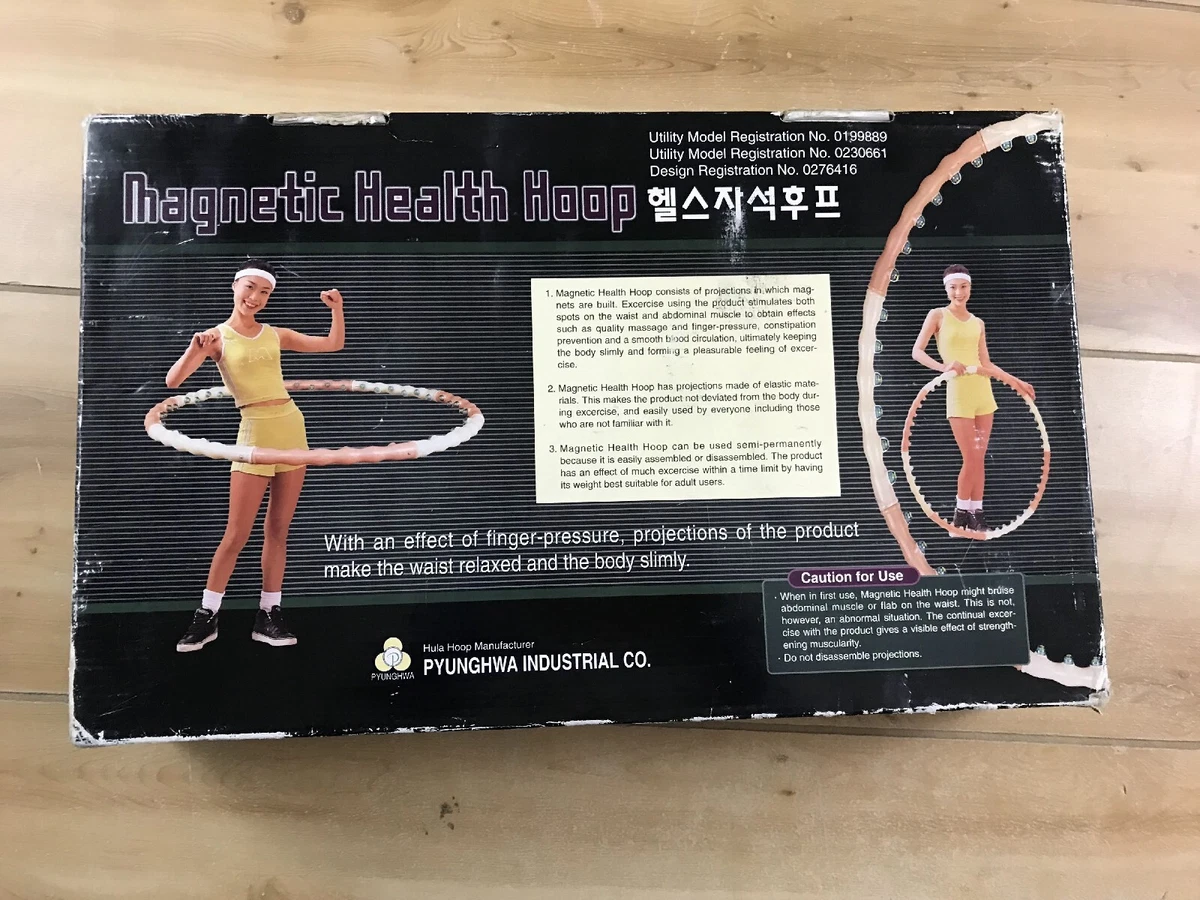 Utility Model Registration No. 0199889
Utility Model Registration No. 0230661
Design Registration No. 0276416
Magnetic Health Hoop 헬스자석후프
1. Magnetic Health Hoop consists of projections in which mag-
nets are built. Excercise using the product stimulates both
spots on the waist and abdominal muscle to obtain effects
such as quality massage and finger-pressure, constipation
prevention and a smooth blood circulation, ultimately keeping
the body slimly and forming a pleasurable feeling of excer-
cise.
2. Magnetic Health Hoop has projections made of elastic mate-
rials. This makes the product not deviated from the body dur-
ing excercise, and easily used by everyone including those
who are not familiar with it.
3. Magnetic Health Hoop can be used semi-permanently
because it is easily assembled or disassembled. The product
has an effect of much excercise within a time limit by having
its weight best suitable for adult users.
With an effect of finger-pressure, projections of the product
make the waist relaxed and the body slimly.
Caution for Use
· When in first use, Magnetic Health Hoop might bruise
abdominal muscle or flab on the waist. This is not,
however, an abnormal situation. The continual excer-
cise with the product gives a visible effect of strength-
ening muscularity.
· Do not disassemble projections.
PYUNGHWA
Hula Hoop Manufacturer
PYUNGHWA INDUSTRIAL CO.